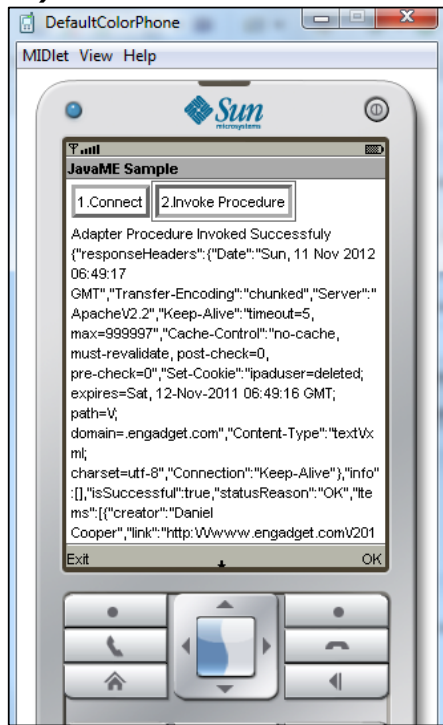 DefaultColorPhone
MIDlet View Help
Sun
microsystems
JavaME Sample
1.Connect 2.Invoke Procedure
Adapter Procedure Invoked Successfuly
{"responseHeaders":{"Date":"Sun, 11 Nov 2012
06:49:17
GMT","Transfer-Encoding":"chunked","Server":"
ApacheV2.2","Keep-Alive":"timeout=5,
max=999997","Cache-Control":"no-cache,
must-revalidate, post-check=0,
pre-check=0","Set-Cookie":"ipaduser=deleted;
expires=Sat, 12-Nov-2011 06:49:16 GMT;
path=\/;
domain=.engadget.com","Content-Type":"text\/x
ml;
charset=utf-8","Connection":"Keep-Alive"},"info"
:[],"isSuccessful":true,"statusReason":"OK","Ite
ms":[{"creator":"Daniel
Cooper","link":"http:\/\/www.engadget.com\/201
Exit OK